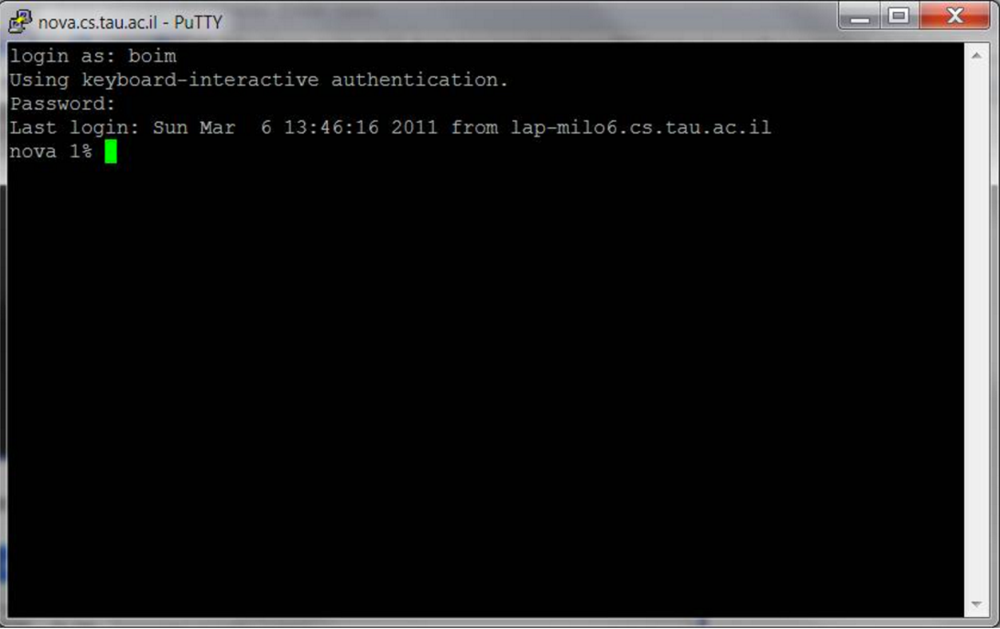 nova.cs.tau.ac.il - PuTTY
login as: boim
Using keyboard-interactive authentication.
Password:
Last login: Sun Mar  6 13:46:16 2011 from lap-milo6.cs.tau.ac.il
nova 1%